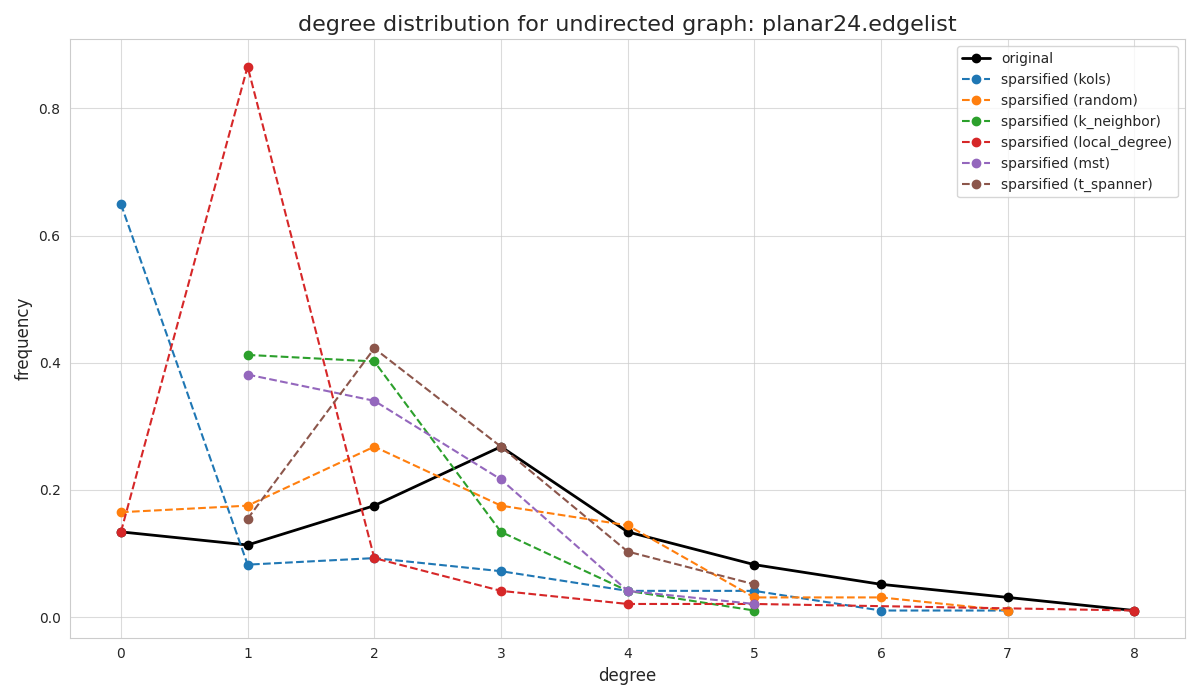 degree distribution for undirected graph: planar24.edgelist
original
sparsified (kols)
sparsified (random)
sparsified (k_neighbor)
sparsified (local_degree)
sparsified (mst)
sparsified (t_spanner)
frequency
0.8
0.6
0.4
0.2
0.0
0 1 2 3 4 5 6 7 8
degree